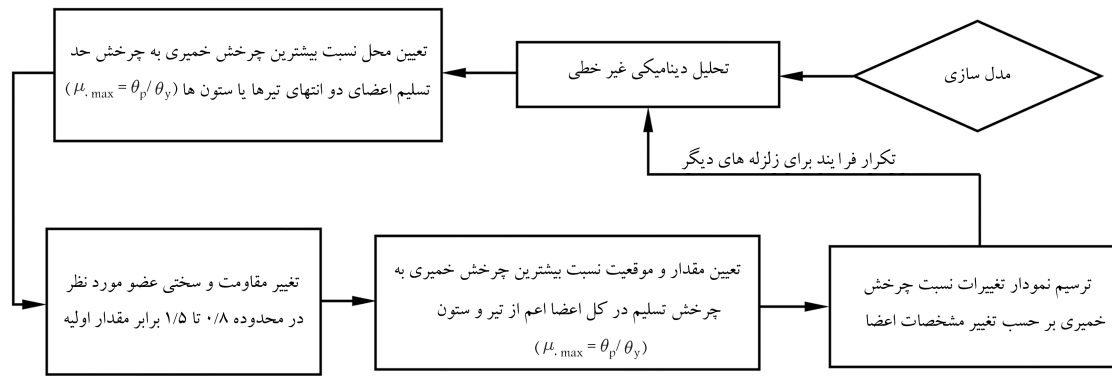 مدل سازی
تحلیل دینامیکی غیر خطی
تعیین محل نسبت بیشترین چرخش خمیری به چرخش حد
تسلیم اعضای دو انتهای تیرها یا ستون ها (μ. max = θp/θy)
تغییر مقاومت و سختی عضو مورد نظر
در محدوده ۰/۸ تا ۱/۵ برابر مقدار اولیه
تعیین مقدار و موقعیت نسبت بیشترین چرخش خمیری به
چرخش تسلیم در کل اعضا اعم از تیر و ستون
(μ. max = θp/θy)
ترسیم نمودار تغییرات نسبت چرخش
خمیری بر حسب تغییر مشخصات اعضا
تکرار فرایند برای زلزله های دیگر